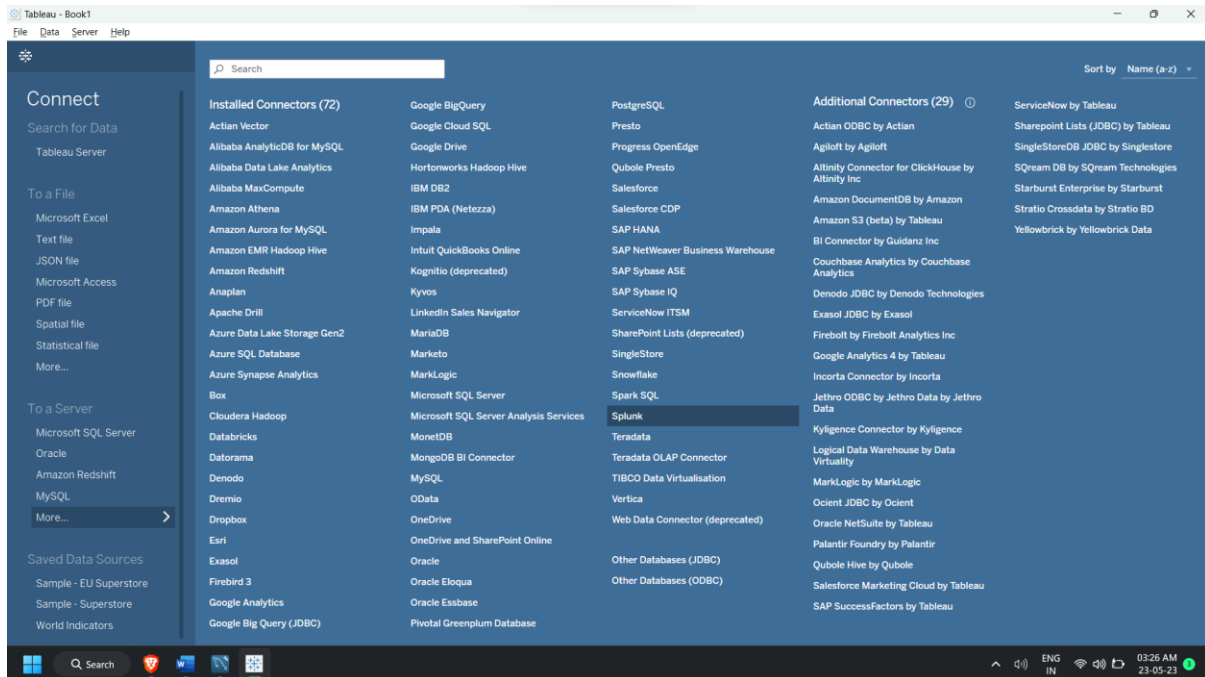 Tableau - Book1
File Data Server Help
Connect
Search for Data
Tableau Server
To a File
Microsoft Excel
Text file
JSON file
Microsoft Access
PDF file
Spatial file
Statistical file
More...
To a Server
Microsoft SQL Server
Oracle
Amazon Redshift
MySQL
More...
Saved Data Sources
Sample - EU Superstore
Sample - Superstore
World Indicators
Search
Sort by Name (a-z)
Installed Connectors (72)
Actian Vector
Alibaba AnalyticDB for MySQL
Alibaba Data Lake Analytics
Alibaba MaxCompute
Amazon Athena
Amazon Aurora for MySQL
Amazon EMR Hadoop Hive
Amazon Redshift
Anaplan
Apache Drill
Azure Data Lake Storage Gen2
Azure SQL Database
Azure Synapse Analytics
Box
Cloudera Hadoop
Databricks
Datorama
Denodo
Dremio
Dropbox
Esri
Exasol
Firebird 3
Google Analytics
Google Big Query (JDBC)
Google BigQuery
Google Cloud SQL
Google Drive
Hortonworks Hadoop Hive
IBM DB2
IBM PDA (Netezza)
Impala
Intuit QuickBooks Online
Kognitio (deprecated)
Kyvos
LinkedIn Sales Navigator
MariaDB
Marketo
MarkLogic
Microsoft SQL Server
Microsoft SQL Server Analysis Services
MonetDB
MongoDB BI Connector
MySQL
OData
OneDrive
OneDrive and SharePoint Online
Oracle
Oracle Eloqua
Oracle Essbase
Pivotal Greenplum Database
PostgreSQL
Presto
Progress OpenEdge
Qubole Presto
Salesforce
Salesforce CDP
SAP HANA
SAP NetWeaver Business Warehouse
SAP Sybase ASE
SAP Sybase IQ
ServiceNow ITSM
SharePoint Lists (deprecated)
SingleStore
Snowflake
Spark SQL
Splunk
Teradata
Teradata OLAP Connector
TIBCO Data Virtualisation
Vertica
Web Data Connector (deprecated)
Other Databases (JDBC)
Other Databases (ODBC)
Additional Connectors (29)
Actian ODBC by Actian
Agiloft by Agiloft
Altinity Connector for ClickHouse by
Altinity Inc
Amazon DocumentDB by Amazon
Amazon S3 (beta) by Tableau
BI Connector by Guidanz Inc
Couchbase Analytics by Couchbase
Analytics
Denodo JDBC by Denodo Technologies
Exasol JDBC by Exasol
Firebolt by Firebolt Analytics Inc
Google Analytics 4 by Tableau
Incorta Connector by Incorta
Jethro ODBC by Jethro Data by Jethro
Data
Kyligence Connector by Kyligence
Logical Data Warehouse by Data
Virtuality
MarkLogic by MarkLogic
Ocient JDBC by Ocient
Oracle NetSuite by Tableau
Palantir Foundry by Palantir
Qubole Hive by Qubole
Salesforce Marketing Cloud by Tableau
SAP SuccessFactors by Tableau
ServiceNow by Tableau
Sharepoint Lists (JDBC) by Tableau
SingleStoreDB JDBC by Singlestore
SQream DB by SQream Technologies
Starburst Enterprise by Starburst
Stratio Crossdata by Stratio BD
Yellowbrick by Yellowbrick Data
Search
ENG
IN
03:26 AM
23-05-23
3